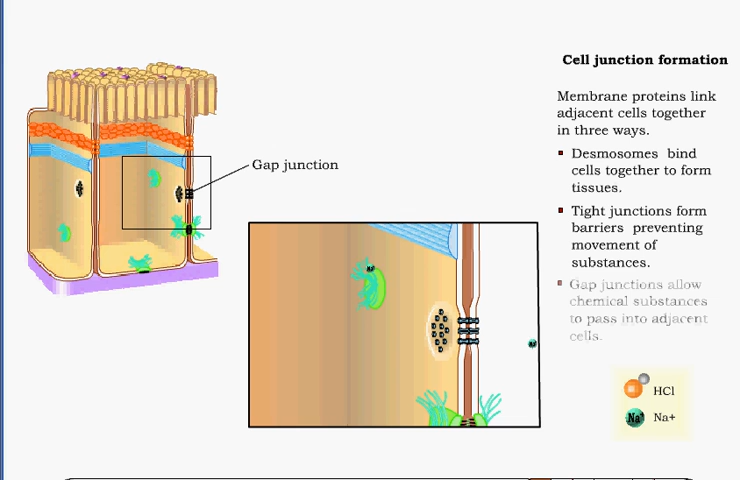 Cell junction formation
Membrane proteins link
adjacent cells together
in three ways.
Desmosomes bind
cells together to form
tissues.
Tight junctions form
barriers preventing
movement of
substances.
Gap junctions allow
chemical substances
to pass into adjacent
cells.
Gap junction
HCl
Na+ Na+